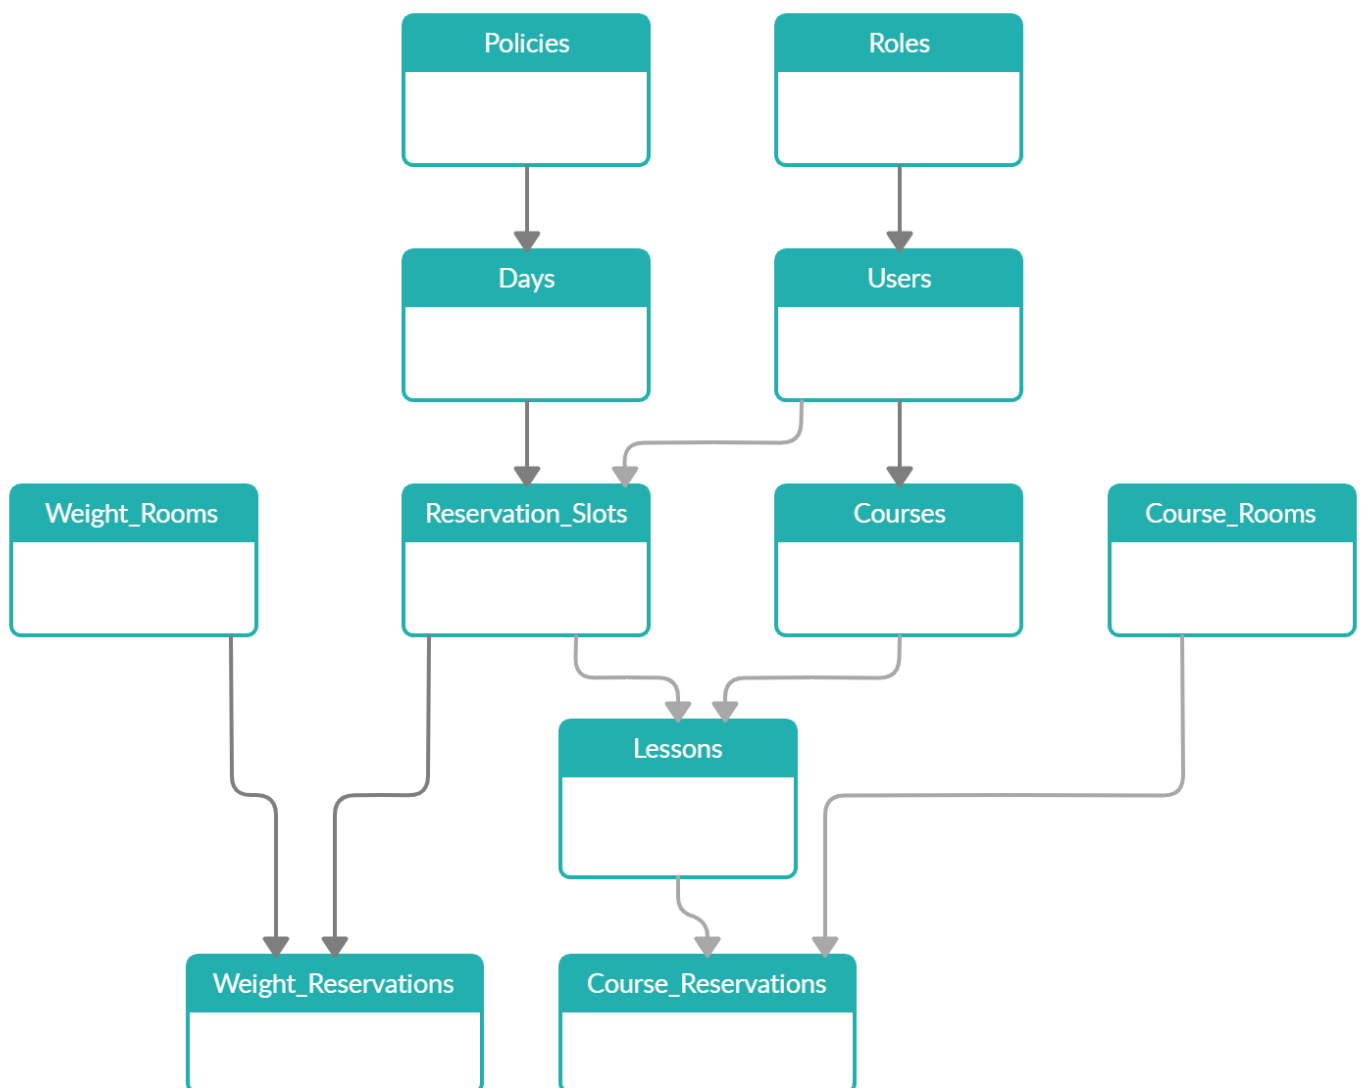 Policies
Roles
Days
Users
Weight_Rooms
Reservation_Slots
Courses
Course_Rooms
Lessons
Weight_Reservations
Course_Reservations